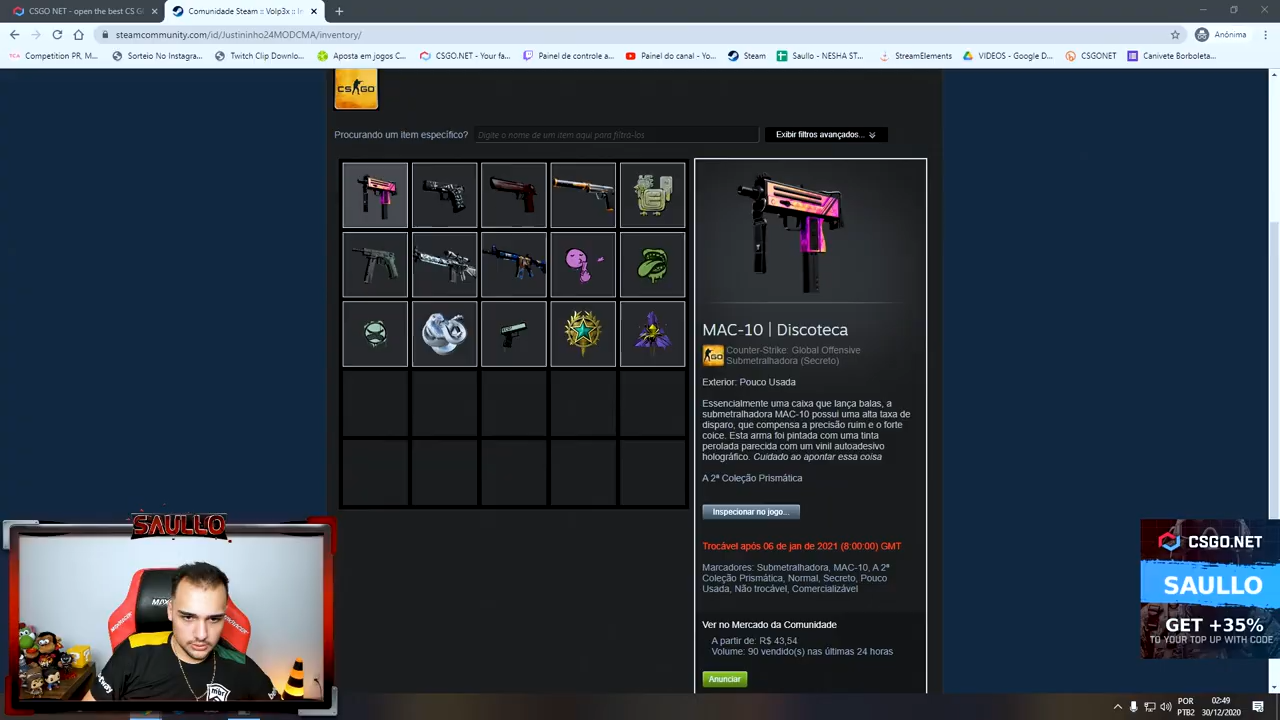 CSGO.NET - open the best CS G
Comunidade Steam :: Volp3x :: In
steamcommunity.com/id/Justininho24MODCMA/inventory/
Anônima
Competition PR, M...
Sorteio No Instagra...
Twitch Clip Downlo...
Aposta em jogos C...
CSGO.NET - Your fa...
Painel de controle a...
Painel do canal - Yo...
Steam
Saullo - NESHA ST...
StreamElements
VIDEOS - Google D...
CSGONET
Canivete Borboleta...
CS GO
Procurando um item específico?
Digite o nome de um item aqui para filtrá-los
Exibir filtros avançados...
MAC-10 | Discoteca
Counter-Strike: Global Offensive
Submetralhadora (Secreto)
Exterior: Pouco Usada
Essencialmente uma caixa que lança balas, a
submetralhadora MAC-10 possui uma alta taxa de
disparo, que compensa a precisão ruim e o forte
coice. Esta arma foi pintada com uma tinta
perolada parecida com um vinil autoadesivo
holográfico. Cuidado ao apontar essa coisa
A 2ª Coleção Prismática
Inspecionar no jogo...
Trocável após 06 de jan de 2021 (8:00:00) GMT
Marcadores: Submetralhadora, MAC-10, A 2ª
Coleção Prismática, Normal, Secreto, Pouco
Usada, Não trocável, Comercializável
Ver no Mercado da Comunidade
A partir de: R$ 43,54
Volume: 90 vendido(s) nas últimas 24 horas
Anunciar
SAULLO
CSGO.NET
SAULLO
GET +35%
TO YOUR TOP UP WITH CODE
POR
PTB2
02:49
30/12/2020